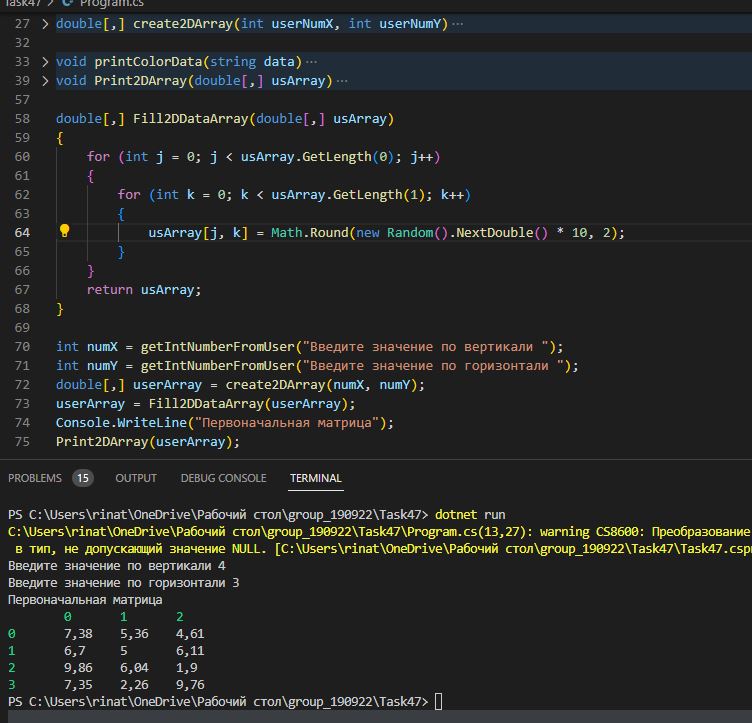 Task47 > Program.cs
27 > double[,] create2DArray(int userNumX, int userNumY) ···
32
33 > void printColorData(string data) ···
39 > void Print2DArray(double[,] usArray) ···
57
58 double[,] Fill2DDataArray(double[,] usArray)
59 {
60 for (int j = 0; j < usArray.GetLength(0); j++)
61 {
62 for (int k = 0; k < usArray.GetLength(1); k++)
63 {
64 usArray[j, k] = Math.Round(new Random().NextDouble() * 10, 2);
65 }
66 }
67 return usArray;
68 }
69
70 int numX = getIntNumberFromUser("Введите значение по вертикали ");
71 int numY = getIntNumberFromUser("Введите значение по горизонтали ");
72 double[,] userArray = create2DArray(numX, numY);
73 userArray = Fill2DDataArray(userArray);
74 Console.WriteLine("Первоначальная матрица");
75 Print2DArray(userArray);
PROBLEMS 15 OUTPUT DEBUG CONSOLE TERMINAL
PS C:\Users\rinat\OneDrive\Рабочий стол\group_190922\Task47> dotnet run
C:\Users\rinat\OneDrive\Рабочий стол\group_190922\Task47\Program.cs(13,27): warning CS8600: Преобразование
в тип, не допускающий значение NULL. [C:\Users\rinat\OneDrive\Рабочий стол\group_190922\Task47\Task47.csp
Введите значение по вертикали 4
Введите значение по горизонтали 3
Первоначальная матрица
0 1 2
0 7,38 5,36 4,61
1 6,7 5 6,11
2 9,86 6,04 1,9
3 7,35 2,26 9,76
PS C:\Users\rinat\OneDrive\Рабочий стол\group_190922\Task47>